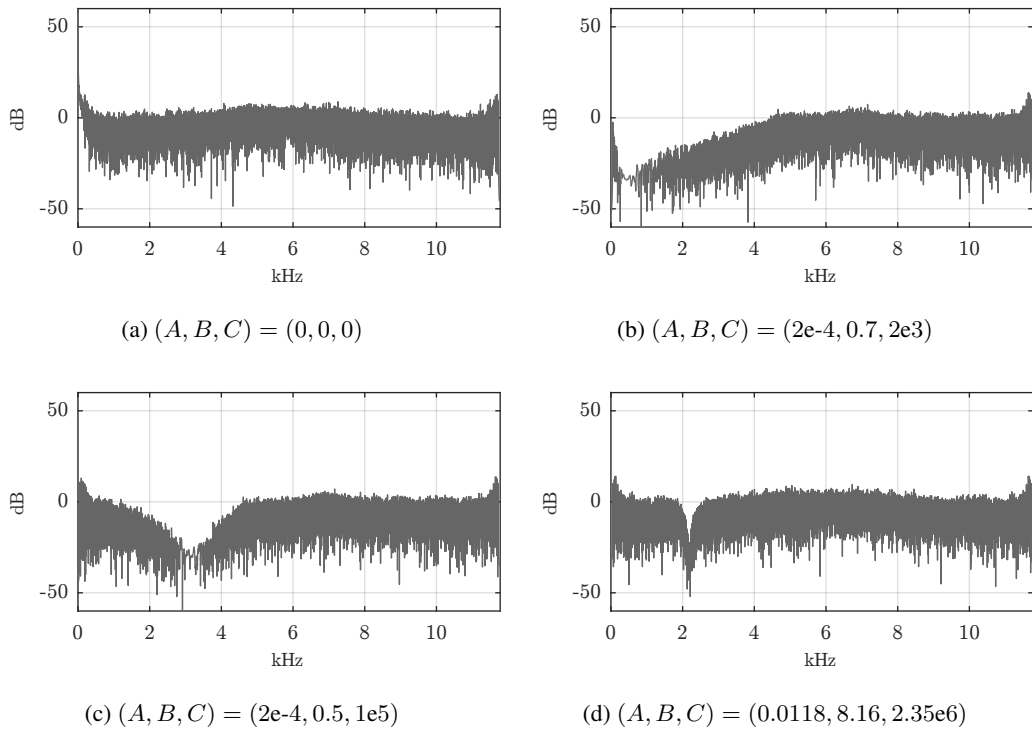 50
0
-50
dB
0 2 4 6 8 10
kHz
(a) (A, B, C) = (0, 0, 0)
50
0
-50
dB
0 2 4 6 8 10
kHz
(b) (A, B, C) = (2e-4, 0.7, 2e3)
50
0
-50
dB
0 2 4 6 8 10
kHz
(c) (A, B, C) = (2e-4, 0.5, 1e5)
50
0
-50
dB
0 2 4 6 8 10
kHz
(d) (A, B, C) = (0.0118, 8.16, 2.35e6)